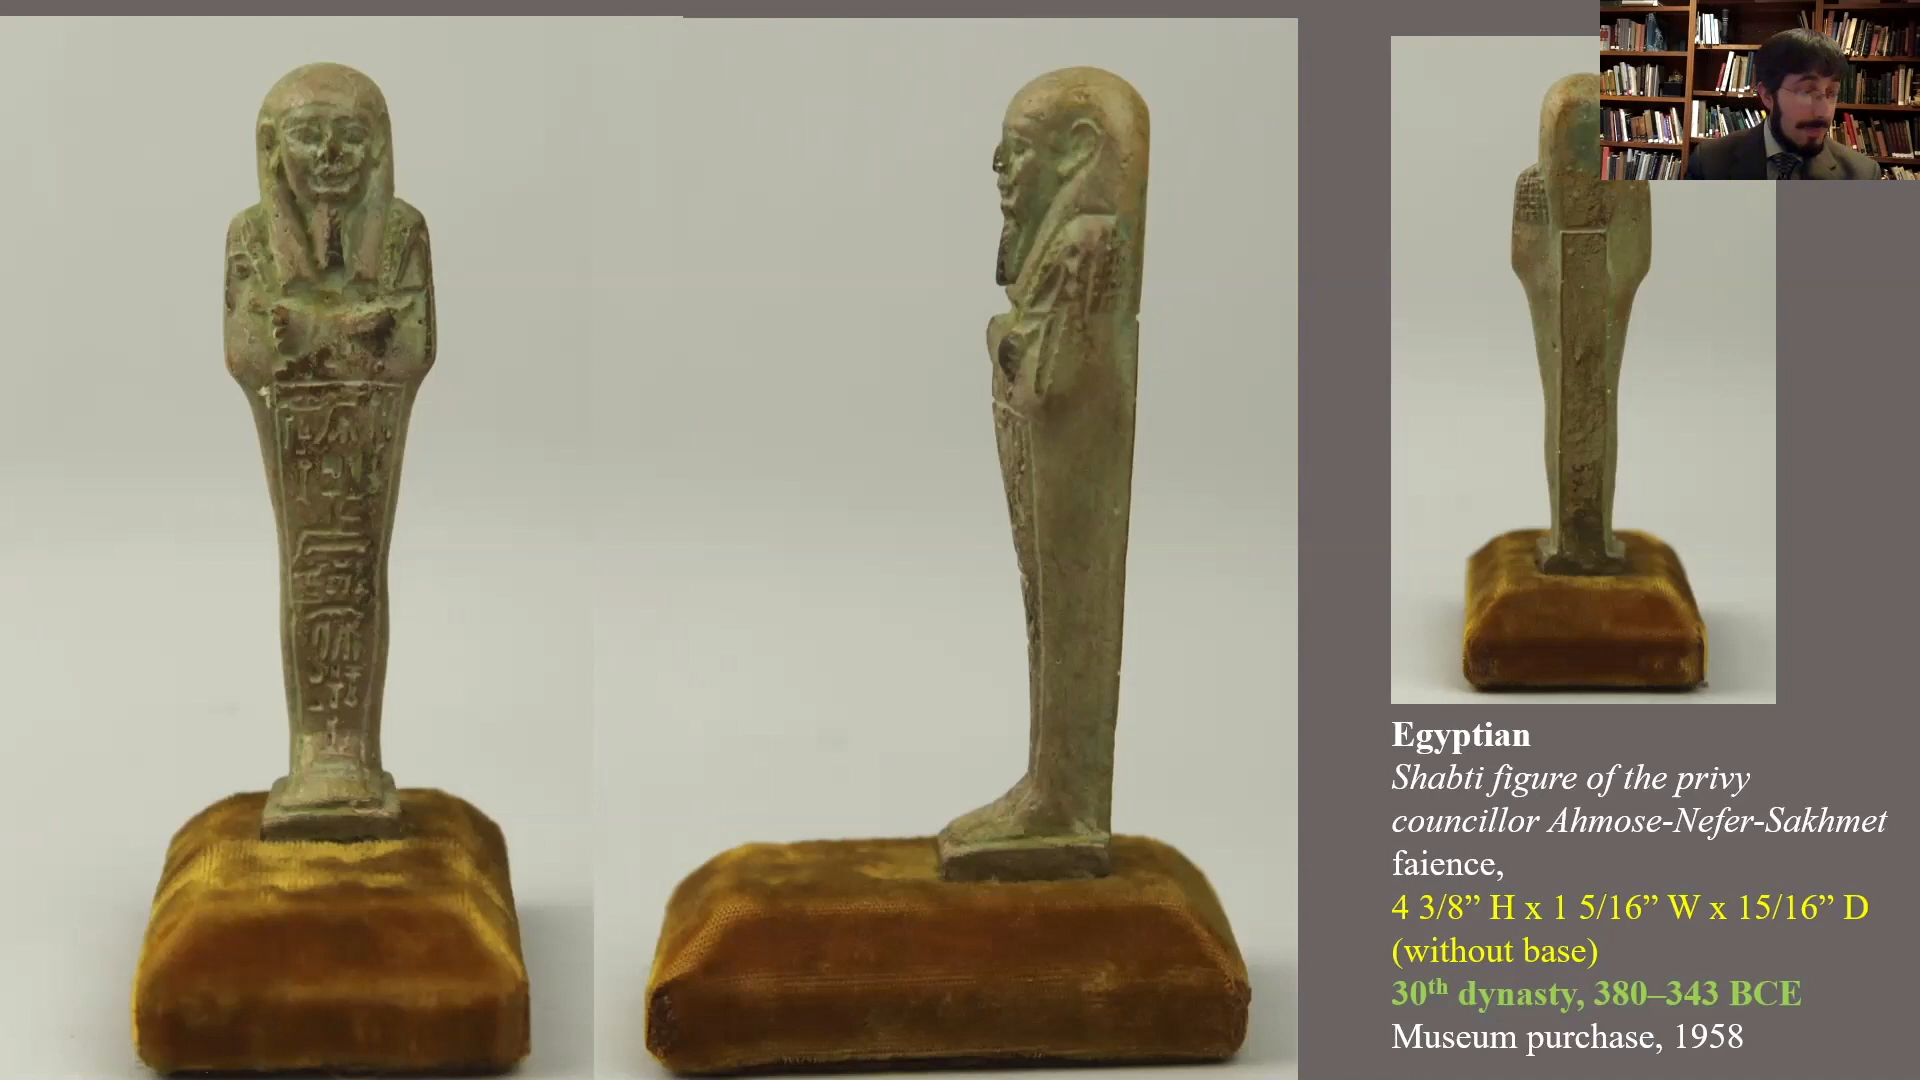 Egyptian
Shabti figure of the privy
councillor Ahmose-Nefer-Sakhmet
faience,
4 3/8” H x 1 5/16” W x 15/16” D
(without base)
30th dynasty, 380–343 BCE
Museum purchase, 1958